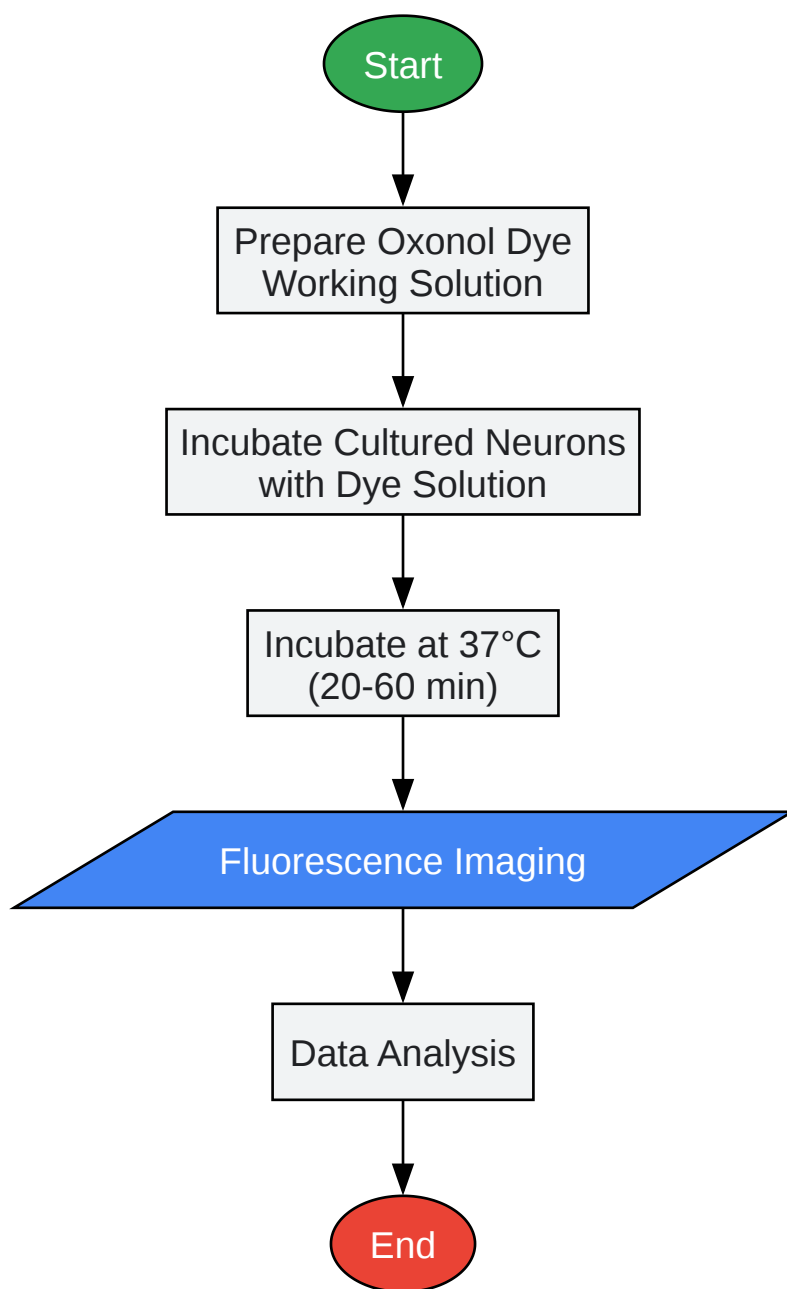 Start
Prepare Oxonol Dye
Working Solution
Incubate Cultured Neurons
with Dye Solution
Incubate at 37°C
(20-60 min)
Fluorescence Imaging
Data Analysis
End